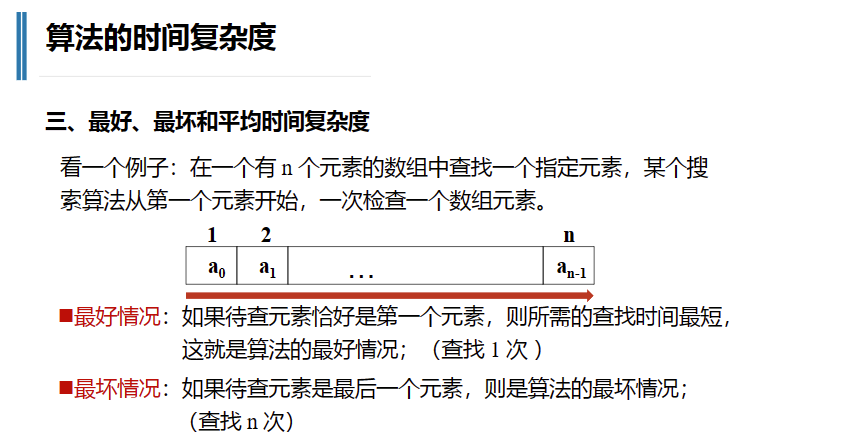 算法的时间复杂度
三、最好、最坏和平均时间复杂度
看一个例子：在一个有 n 个元素的数组中查找一个指定元素，某个搜
索算法从第一个元素开始，一次检查一个数组元素。
1 2 n
a0 a1 ... an-1
■最好情况：如果待查元素恰好是第一个元素，则所需的查找时间最短，
这就是算法的最好情况；（查找 1 次 ）
■最坏情况：如果待查元素是最后一个元素，则是算法的最坏情况；
（查找 n 次）